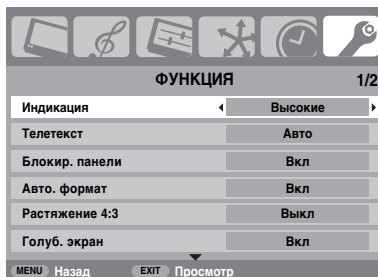 ФУНКЦИЯ 1/2
Индикация Высокие
Телетекст Авто
Блокир. панели Вкл
Авто. формат Вкл
Растяжение 4:3 Выкл
Голуб. экран Вкл
MENU Назад EXIT Просмотр